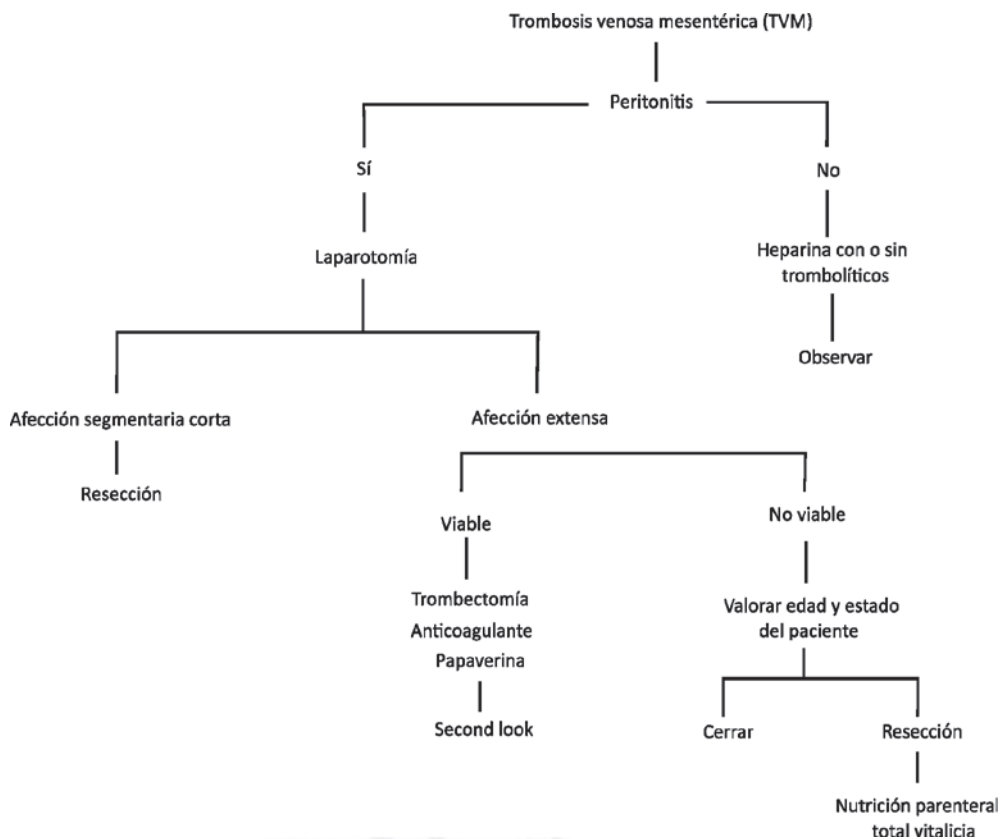 Trombosis venosa mesentérica (TVM)
Peritonitis
Sí
No
Laparotomía
Heparina con o sin
trombolíticos
Observar
Afección segmentaria corta
Afección extensa
Resección
Viable
No viable
Trombectomía
Anticoagulante
Papaverina
Valorar edad y estado
del paciente
Second look
Cerrar
Resección
Nutrición parenteral
total vitalicia